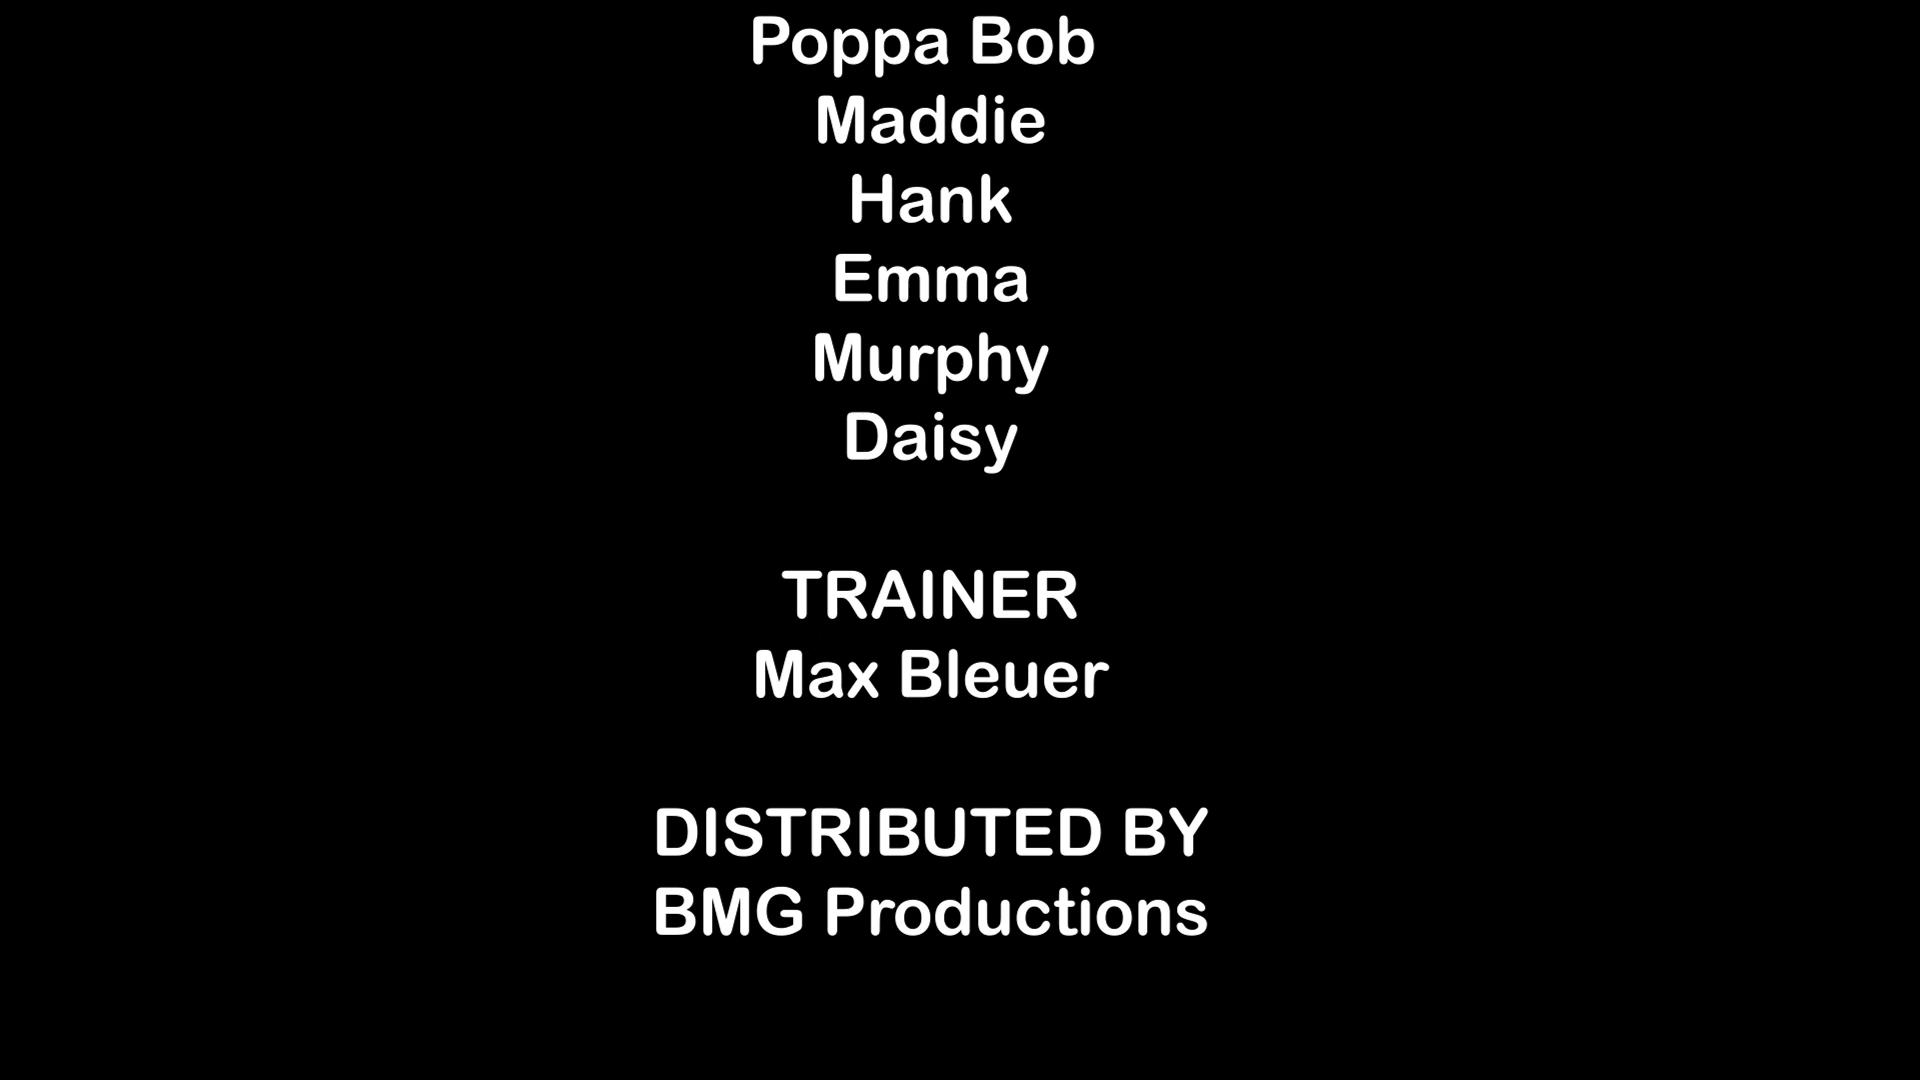 Poppa Bob
Maddie
Hank
Emma
Murphy
Daisy
TRAINER
Max Bleuer
DISTRIBUTED BY
BMG Productions